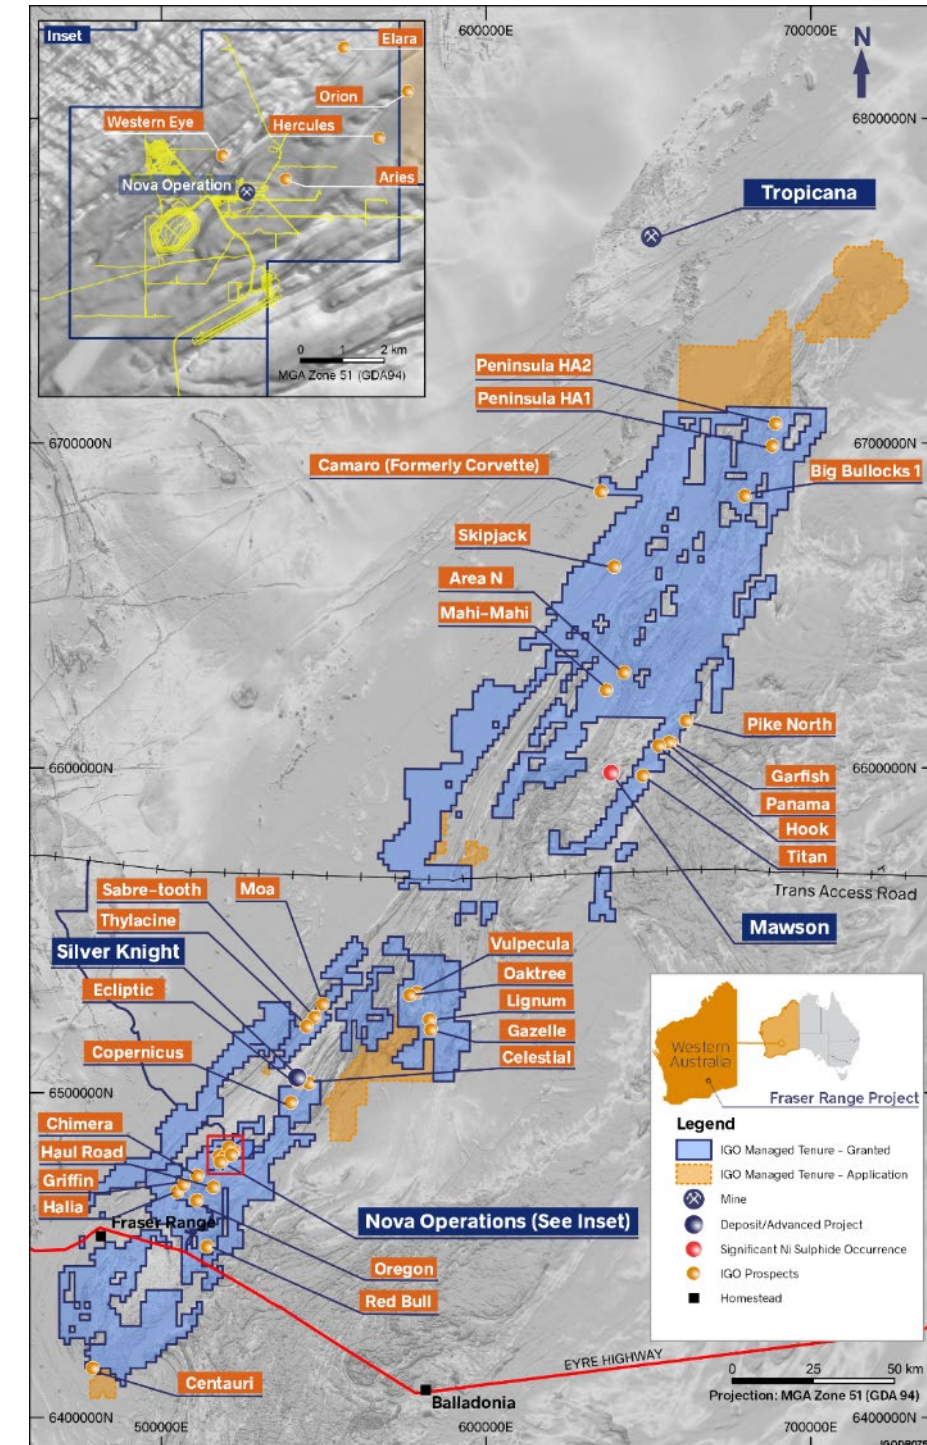 600000E
700000E
Inset
Elara
Orion
Western Eye
Hercules
Nova Operation
Aries
0 1 2 km
MGA Zone 51 (GDA94)
N
6800000N
6800000N
Tropicana
Peninsula HA2
Peninsula HA1
6700000N
6700000N
Camaro (Formerly Corvette)
Big Bullocks 1
Skipjack
Area N
Mahi-Mahi
Pike North
6600000N
6600000N
Garfish
Panama
Hook
Titan
Trans Access Road
Sabre-tooth
Moa
Thylacine
Mawson
Silver Knight
Vulpecula
Ecliptic
Oaktree
Lignum
Gazelle
Copernicus
Celestial
6500000N
Chimera
Haul Road
Griffin
Halia
Fraser Range
Nova Operations (See Inset)
Oregon
Red Bull
Centauri
EYRE HIGHWAY
Balladonia
Western
Australia
Fraser Range Project
Legend
IGO Managed Tenure - Granted
IGO Managed Tenure - Application
Mine
Deposit/Advanced Project
Significant Ni Sulphide Occurrence
IGO Prospects
Homestead
0 25 50 km
Projection: MGA Zone 51 (GDA 94)
6400000N
6400000N
500000E
600000E
700000E